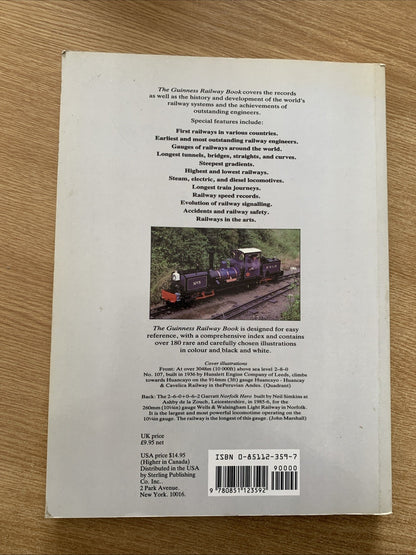 The Guinness Railway Book covers the records
as well as the history and development of the world's
railway systems and the achievements of
outstanding engineers.
Special features include:
First railways in various countries.
Earliest and most outstanding railway engineers.
Gauges of railways around the world.
Longest tunnels, bridges, straights, and curves.
Steepest gradients.
Highest and lowest railways.
Steam, electric, and diesel locomotives.
Longest train journeys.
Railway speed records.
Evolution of railway signalling.
Accidents and railway safety.
Railways in the arts.
The Guinness Railway Book is designed for easy
reference, with a comprehensive index and contains
over 180 rare and carefully chosen illustrations
in colour and black and white.
Cover illustrations
Front: At over 3048m (10 000ft) above sea level 2–8–0
No. 107, built in 1936 by Hunslett Engine Company of Leeds, climbs
towards Huancayo on the 914mm (3ft) gauge Huancayo - Huancay
& Cavelica Railway in thePeruvian Andes. (Quadrant)
Back: The 2–6–0+0–6–2 Garratt Norfolk Hero built by Neil Simkins at
Ashby de la Zouch, Leicestershire, in 1985-6, for the
260mm (10¼in) gauge Wells & Walsingham Light Railway in Norfolk.
It is the largest and most powerful locomotive operating on the
10¼in gauge. The railway is the longest of this gauge. (John Marshall)
UK price
£9.95 net
USA price $14.95
(Higher in Canada)
Distributed in the USA
by Sterling Publishing
Co. Inc.,
2 Park Avenue,
New York. 10016.
ISBN 0-85112-359-7
90000
9 780851 123592